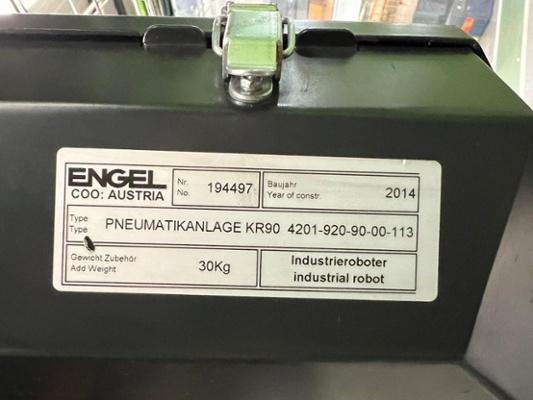 ENGEL
COO: AUSTRIA
Nr.
No.
194497
Baujahr
Year of constr.
2014
Type
Type
PNEUMATIKANLAGE KR90 4201-920-90-00-113
Gewicht Zubehör
Add Weight
30Kg
Industrieroboter
industrial robot